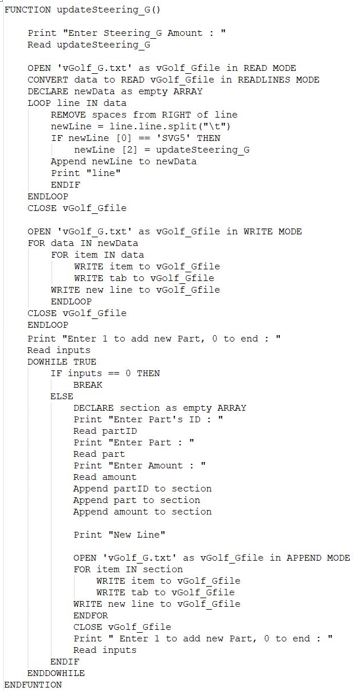 FUNCTION updateSteering_G()
Print "Enter Steering_G Amount : "
Read updateSteering_G
OPEN 'vGolf_G.txt' as vGolf_Gfile in READ MODE
CONVERT data to READ vGolf_Gfile in READLINES MODE
DECLARE newData as empty ARRAY
LOOP line IN data
REMOVE spaces from RIGHT of line
newLine = line.line.split("\t")
IF newLine [0] == 'SVG5' THEN
newLine [2] = updateSteering_G
Append newLine to newData
Print "line"
ENDIF
ENDLOOP
CLOSE vGolf_Gfile
OPEN 'vGolf_G.txt' as vGolf_Gfile in WRITE MODE
FOR data IN newData
FOR item IN data
WRITE item to vGolf_Gfile
WRITE tab to vGolf_Gfile
WRITE new line to vGolf_Gfile
ENDLOOP
CLOSE vGolf_Gfile
ENDLOOP
Print "Enter 1 to add new Part, 0 to end : "
Read inputs
DOWHILE TRUE
IF inputs == 0 THEN
BREAK
ELSE
DECLARE section as empty ARRAY
Print "Enter Part's ID : "
Read partID
Print "Enter Part : "
Read part
Print "Enter Amount : "
Read amount
Append partID to section
Append part to section
Append amount to section
Print "New Line"
OPEN 'vGolf_G.txt' as vGolf_Gfile in APPEND MODE
FOR item IN section
WRITE item to vGolf_Gfile
WRITE tab to vGolf_Gfile
WRITE new line to vGolf_Gfile
ENDFOR
CLOSE vGolf_Gfile
Print " Enter 1 to add new Part, 0 to end : "
Read inputs
ENDIF
ENDDOWHILE
ENDFUNTION